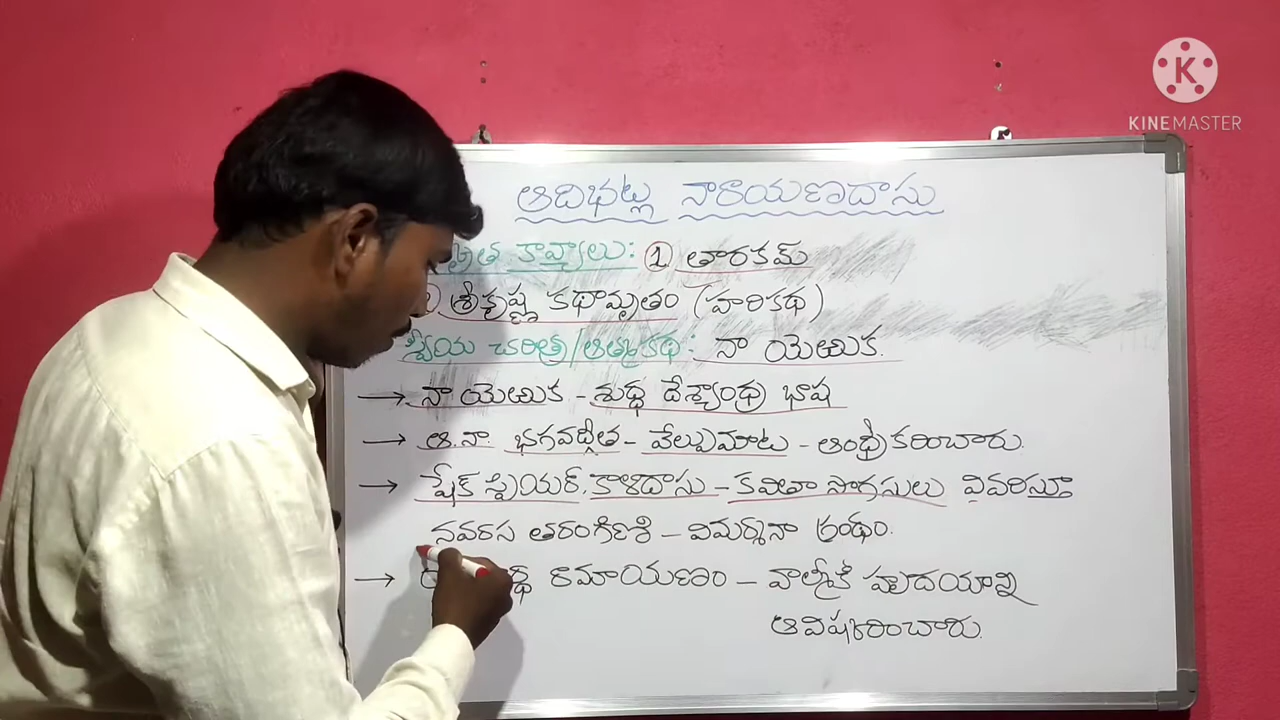 KINEMASTER
ఆదిభట్ల నారాయణదాసు
కావ్యాలు: ① తారకమ్
శ్రీకృష్ణ కథామృతం (హరికథ)
స్వీయ చరిత్ర/ఆత్మకథ: నా యెఱుక.
→ నా యెఱుక - శుద్ధ దేశ్యాంధ్ర భాష
→ ఆ.నా. భగవద్గీత - వేల్పుమాట - ఆంధ్రీకరించారు.
→ షేక్ స్పియర్, కాళిదాసు - కవితా సొగసులు వివరిస్తూ
నవరస తరంగిణి - విమర్శనా గ్రంథం.
→ రామాయణం - వాల్మీకి హృదయాన్ని
ఆవిష్కరించారు.